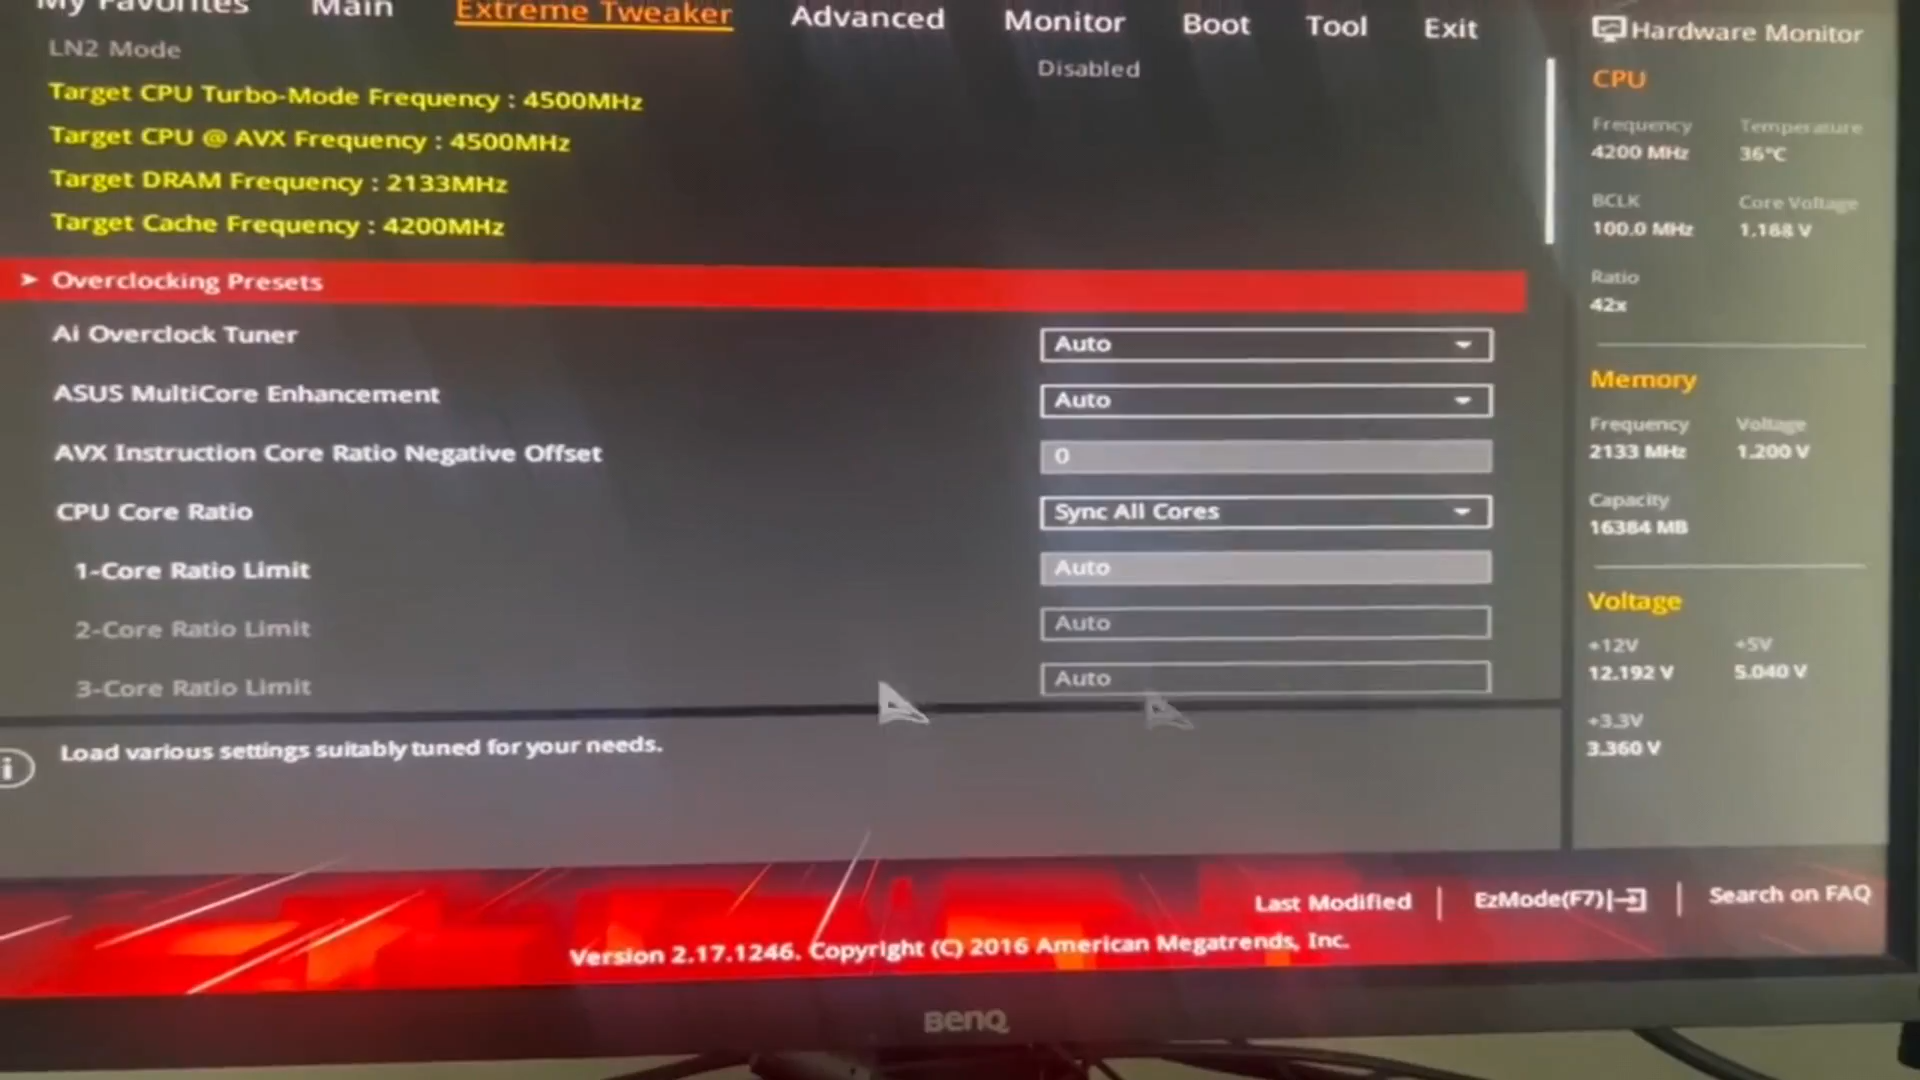 My Favorites Main Extreme Tweaker Advanced Monitor Boot Tool Exit
LN2 Mode Disabled
Target CPU Turbo-Mode Frequency : 4500MHz
Target CPU @ AVX Frequency : 4500MHz
Target DRAM Frequency : 2133MHz
Target Cache Frequency : 4200MHz
Overclocking Presets
Ai Overclock Tuner Auto
ASUS MultiCore Enhancement Auto
AVX Instruction Core Ratio Negative Offset 0
CPU Core Ratio Sync All Cores
1-Core Ratio Limit Auto
2-Core Ratio Limit Auto
3-Core Ratio Limit Auto
Load various settings suitably tuned for your needs.
Hardware Monitor
CPU
Frequency Temperature
4200 MHz 36°C
BCLK Core Voltage
100.0 MHz 1.168 V
Ratio
42x
Memory
Frequency Voltage
2133 MHz 1.200 V
Capacity
16384 MB
Voltage
+12V +5V
12.192 V 5.040 V
+3.3V
3.360 V
Last Modified | EzMode(F7) | Search on FAQ
Version 2.17.1246. Copyright (C) 2016 American Megatrends, Inc.
BenQ